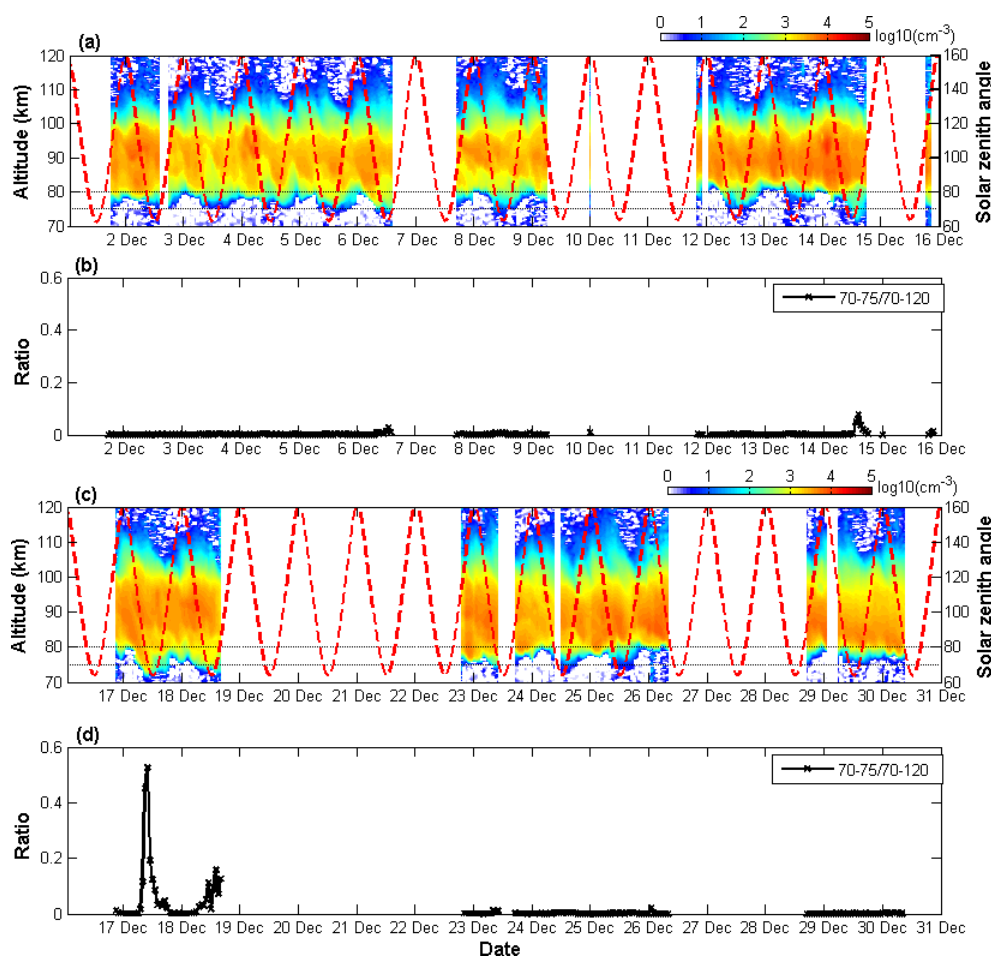 (a)
0 1 2 3 4 5
log10(cm-3)
120
110
100
90
80
70
Altitude (km)
160
140
120
100
80
60
Solar zenith angle
2 Dec 3 Dec 4 Dec 5 Dec 6 Dec 7 Dec 8 Dec 9 Dec 10 Dec 11 Dec 12 Dec 13 Dec 14 Dec 15 Dec 16 Dec
(b)
0.6
0.4
0.2
0
Ratio
70-75/70-120
2 Dec 3 Dec 4 Dec 5 Dec 6 Dec 7 Dec 8 Dec 9 Dec 10 Dec 11 Dec 12 Dec 13 Dec 14 Dec 15 Dec 16 Dec
(c)
0 1 2 3 4 5
log10(cm-3)
120
110
100
90
80
70
Altitude (km)
160
140
120
100
80
60
Solar zenith angle
17 Dec 18 Dec 19 Dec 20 Dec 21 Dec 22 Dec 23 Dec 24 Dec 25 Dec 26 Dec 27 Dec 28 Dec 29 Dec 30 Dec 31 Dec
(d)
0.6
0.4
0.2
0
Ratio
70-75/70-120
17 Dec 18 Dec 19 Dec 20 Dec 21 Dec 22 Dec 23 Dec 24 Dec 25 Dec 26 Dec 27 Dec 28 Dec 29 Dec 30 Dec 31 Dec
Date